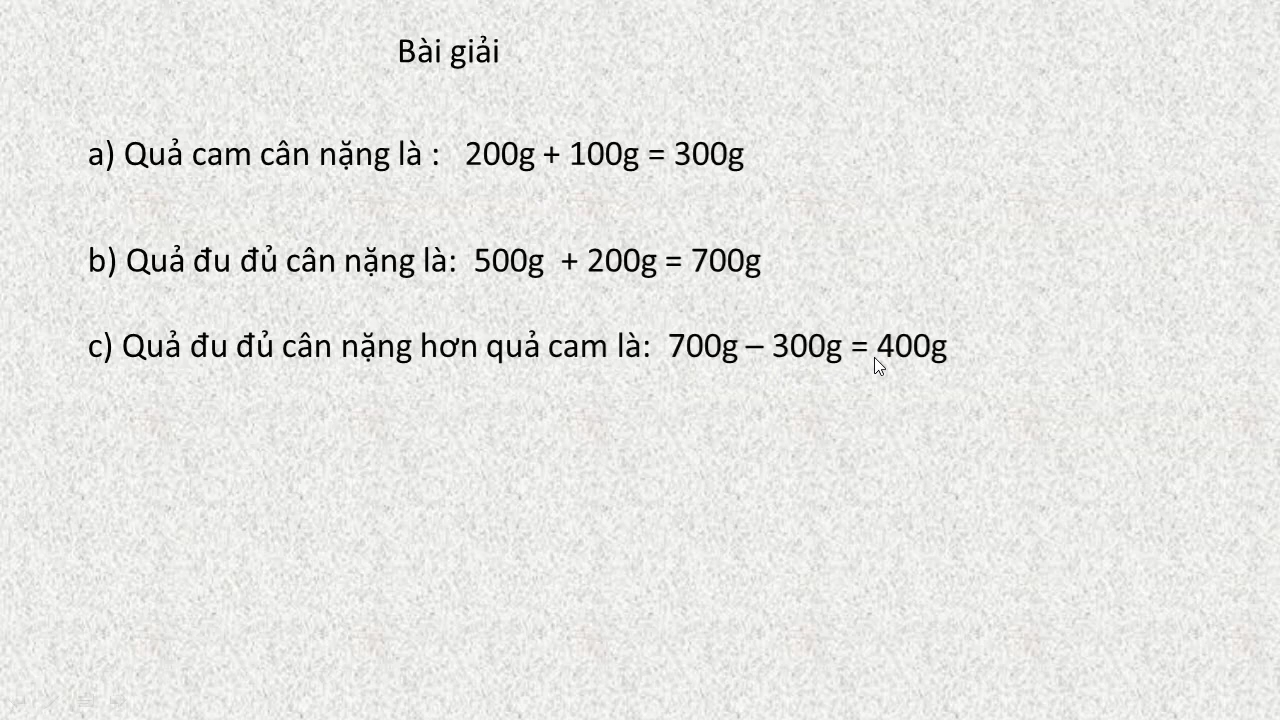 Bài giải
a) Quả cam cân nặng là : 200g + 100g = 300g
b) Quả đu đủ cân nặng là: 500g + 200g = 700g
c) Quả đu đủ cân nặng hơn quả cam là: 700g – 300g = 400g